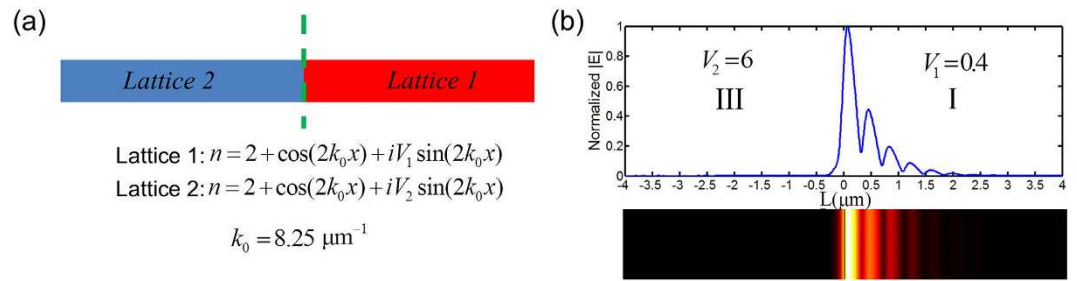 (a)
Lattice 2 Lattice 1
Lattice 1: n = 2 + cos(2k₀x) + iV₁ sin(2k₀x)
Lattice 2: n = 2 + cos(2k₀x) + iV₂ sin(2k₀x)
k₀ = 8.25 μm⁻¹
(b)
Normalized |E|
1
0.8
0.6
0.4
0.2
0
V₂=6 V₁=0.4
III I
-4 -3.5 -3 -2.5 -2 -1.5 -1 -0.5 0 0.5 1 1.5 2 2.5 3 3.5 4
L(μm)